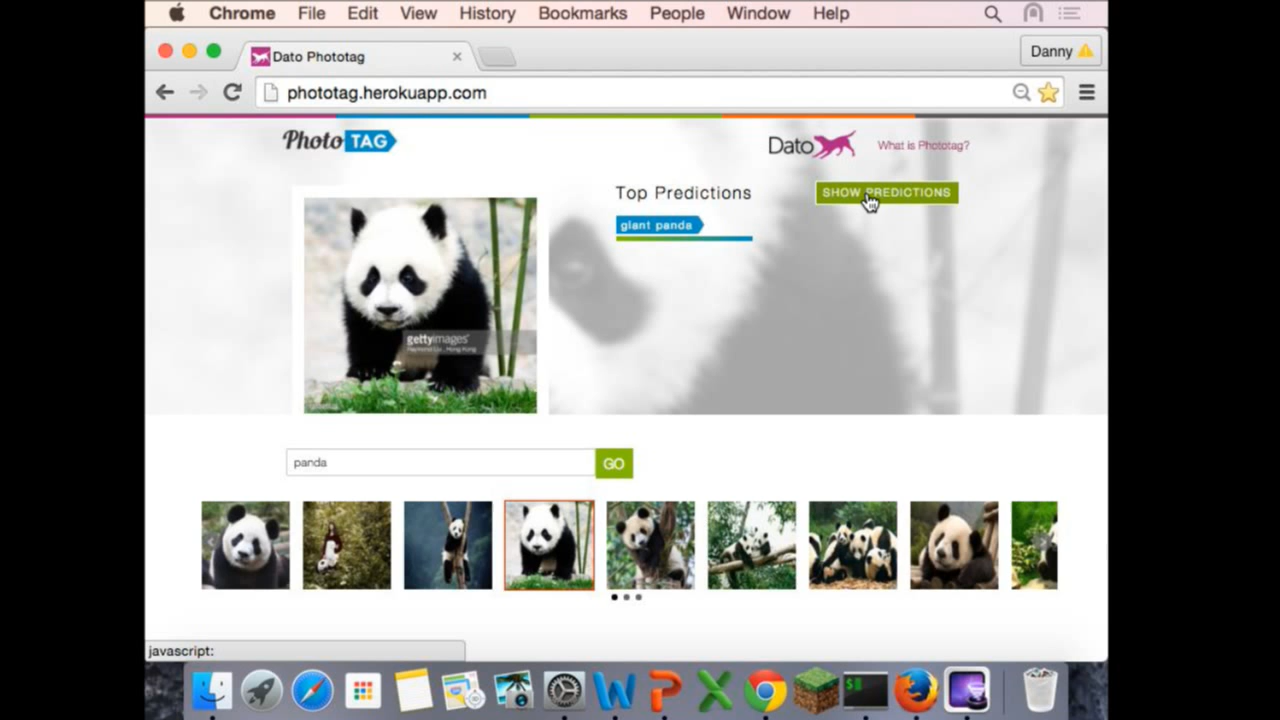 Chrome File Edit View History Bookmarks People Window Help
Dato Phototag
Danny
phototag.herokuapp.com
Photo TAG
Dato
What is Phototag?
Top Predictions
SHOW PREDICTIONS
giant panda
gettyimages®
panda
GO
javascript:
W P X
$